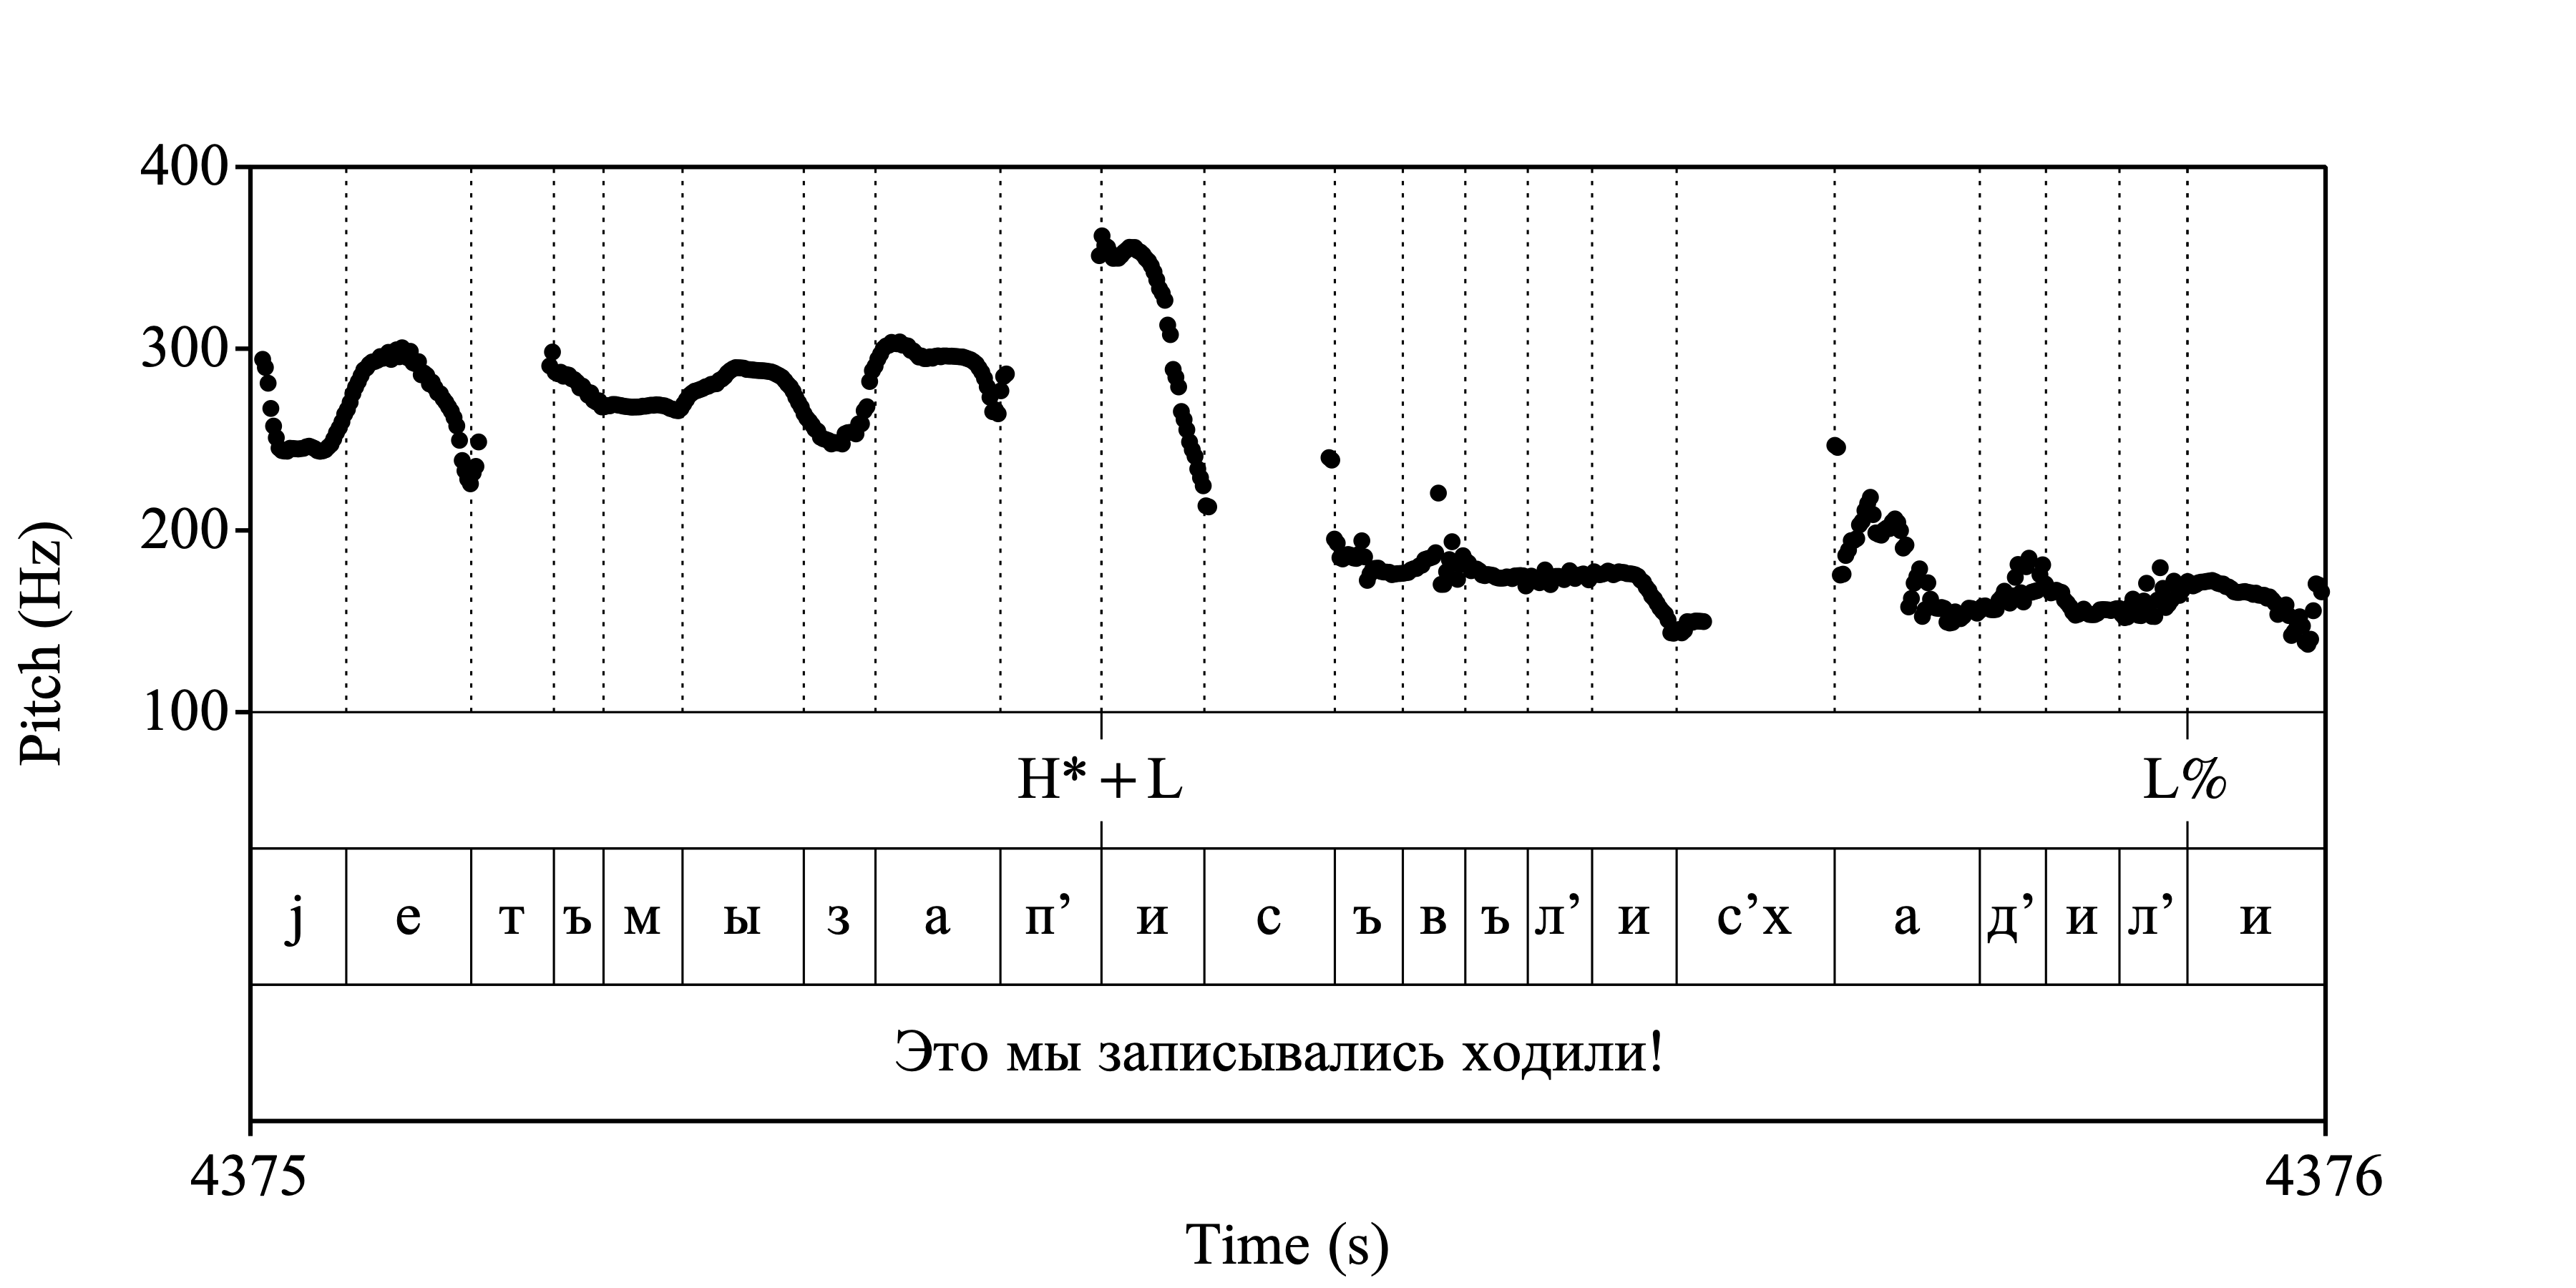 400
300
200
100
Pitch (Hz)
H*+L L%
ј е т ъ м ы з а п’ и с ъ в ъ л’ и с’х а д’ и л’ и
Это мы записывались ходили!
4375 4376
Time (s)